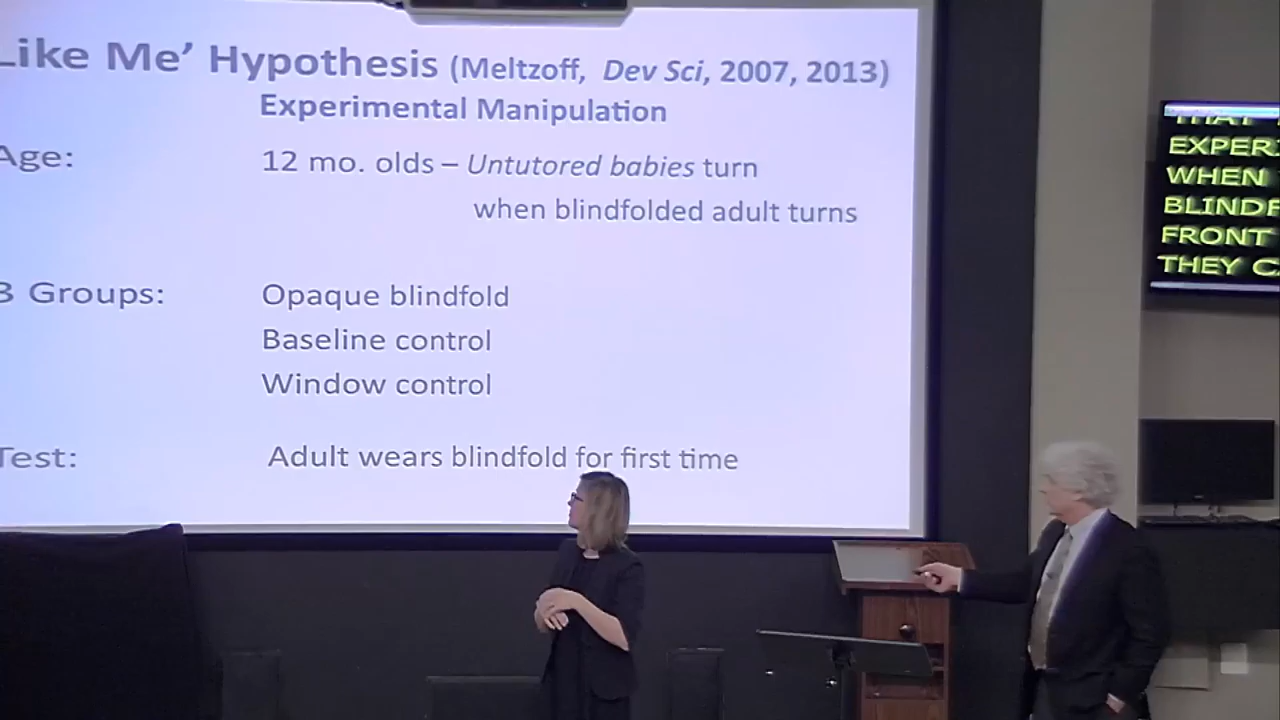 Like Me’ Hypothesis (Meltzoff, Dev Sci, 2007, 2013)
Experimental Manipulation
Age: 12 mo. olds – Untutored babies turn
when blindfolded adult turns
3 Groups: Opaque blindfold
Baseline control
Window control
Test: Adult wears blindfold for first time
THAT
EXPER
WHEN
BLINDF
FRONT
THEY C